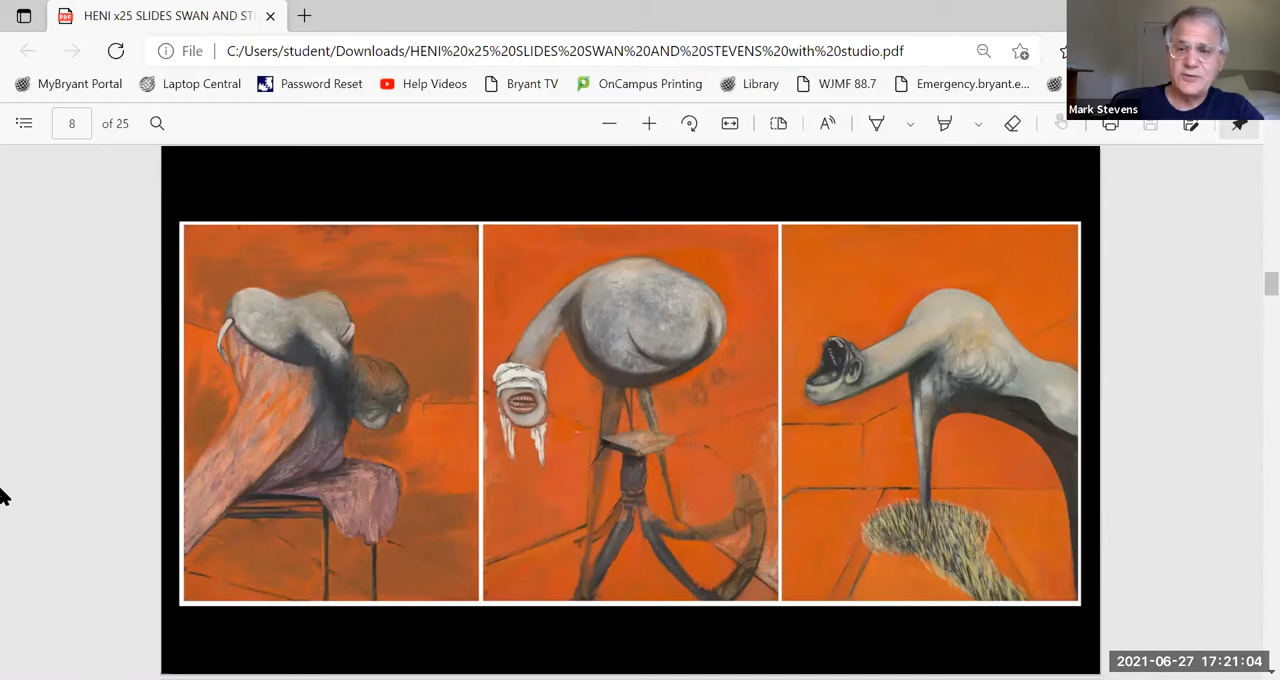 HENI x25 SLIDES SWAN AND ST
File
C:/Users/student/Downloads/HENI%20x25%20SLIDES%20SWAN%20AND%20STEVENS%20with%20studio.pdf
MyBryant Portal
Laptop Central
Password Reset
Help Videos
Bryant TV
OnCampus Printing
Library
WJMF 88.7
Emergency.bryant.e...
Mark Stevens
8 of 25
2021-06-27 17:21:04